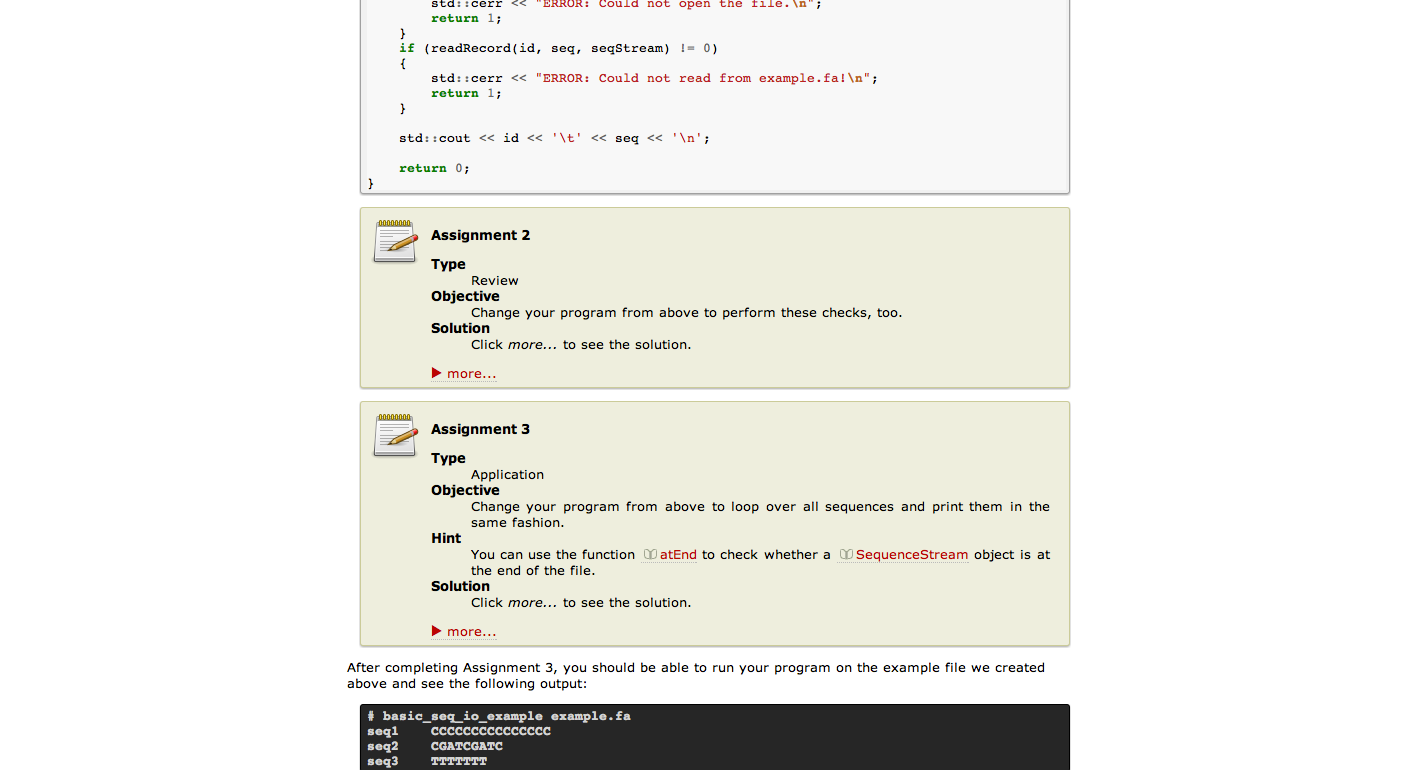 std::cerr << "ERROR: Could not open the file.\n";
return 1;
}
if (readRecord(id, seq, seqStream) != 0)
{
std::cerr << "ERROR: Could not read from example.fa!\n";
return 1;
}
std::cout << id << '\t' << seq << '\n';
return 0;
}
Assignment 2
Type
Review
Objective
Change your program from above to perform these checks, too.
Solution
Click more... to see the solution.
more...
Assignment 3
Type
Application
Objective
Change your program from above to loop over all sequences and print them in the
same fashion.
Hint
You can use the function atEnd to check whether a SequenceStream object is at
the end of the file.
Solution
Click more... to see the solution.
more...
After completing Assignment 3, you should be able to run your program on the example file we created
above and see the following output:
# basic_seq_io_example example.fa
seq1 CCCCCCCCCCCCCCC
seq2 CGATCGATC
seq3 TTTTTTT